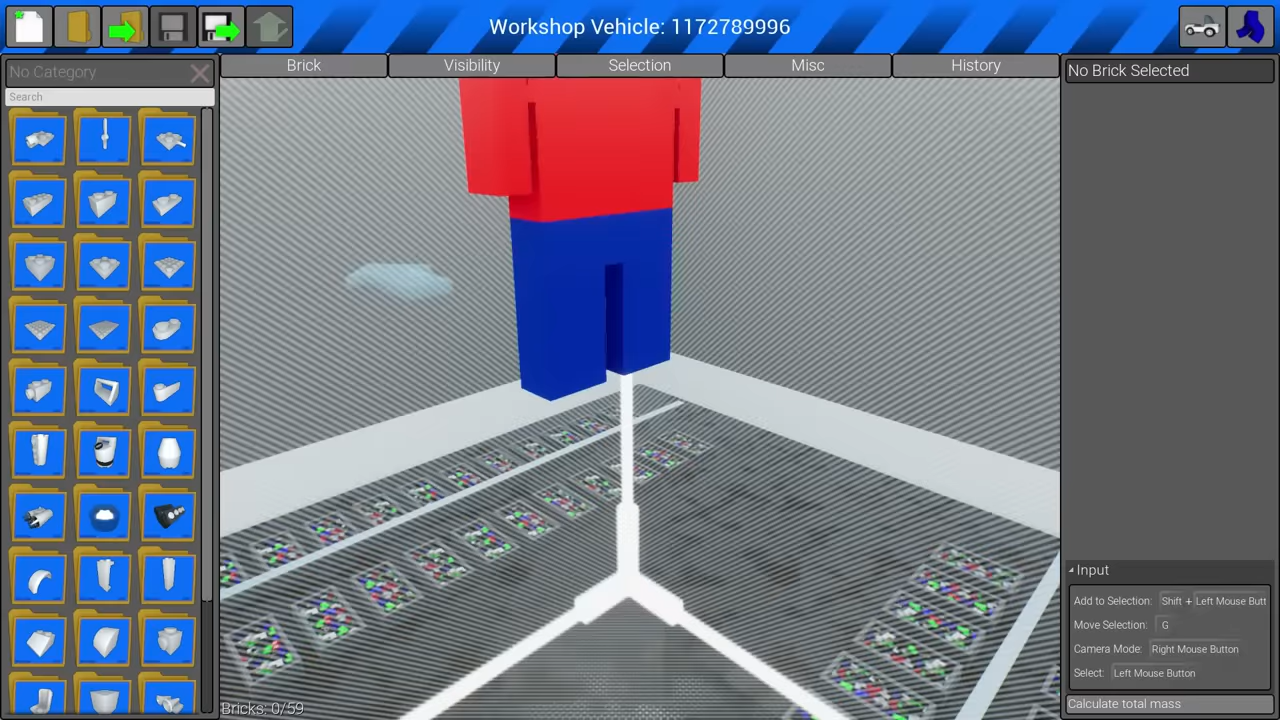 Workshop Vehicle: 1172789996
No Category
Search
Brick
Visibility
Selection
Misc
History
No Brick Selected
Input
Add to Selection: Shift + Left Mouse Butt
Move Selection: G
Camera Mode: Right Mouse Button
Select: Left Mouse Button
Calculate total mass
Bricks: 0/59